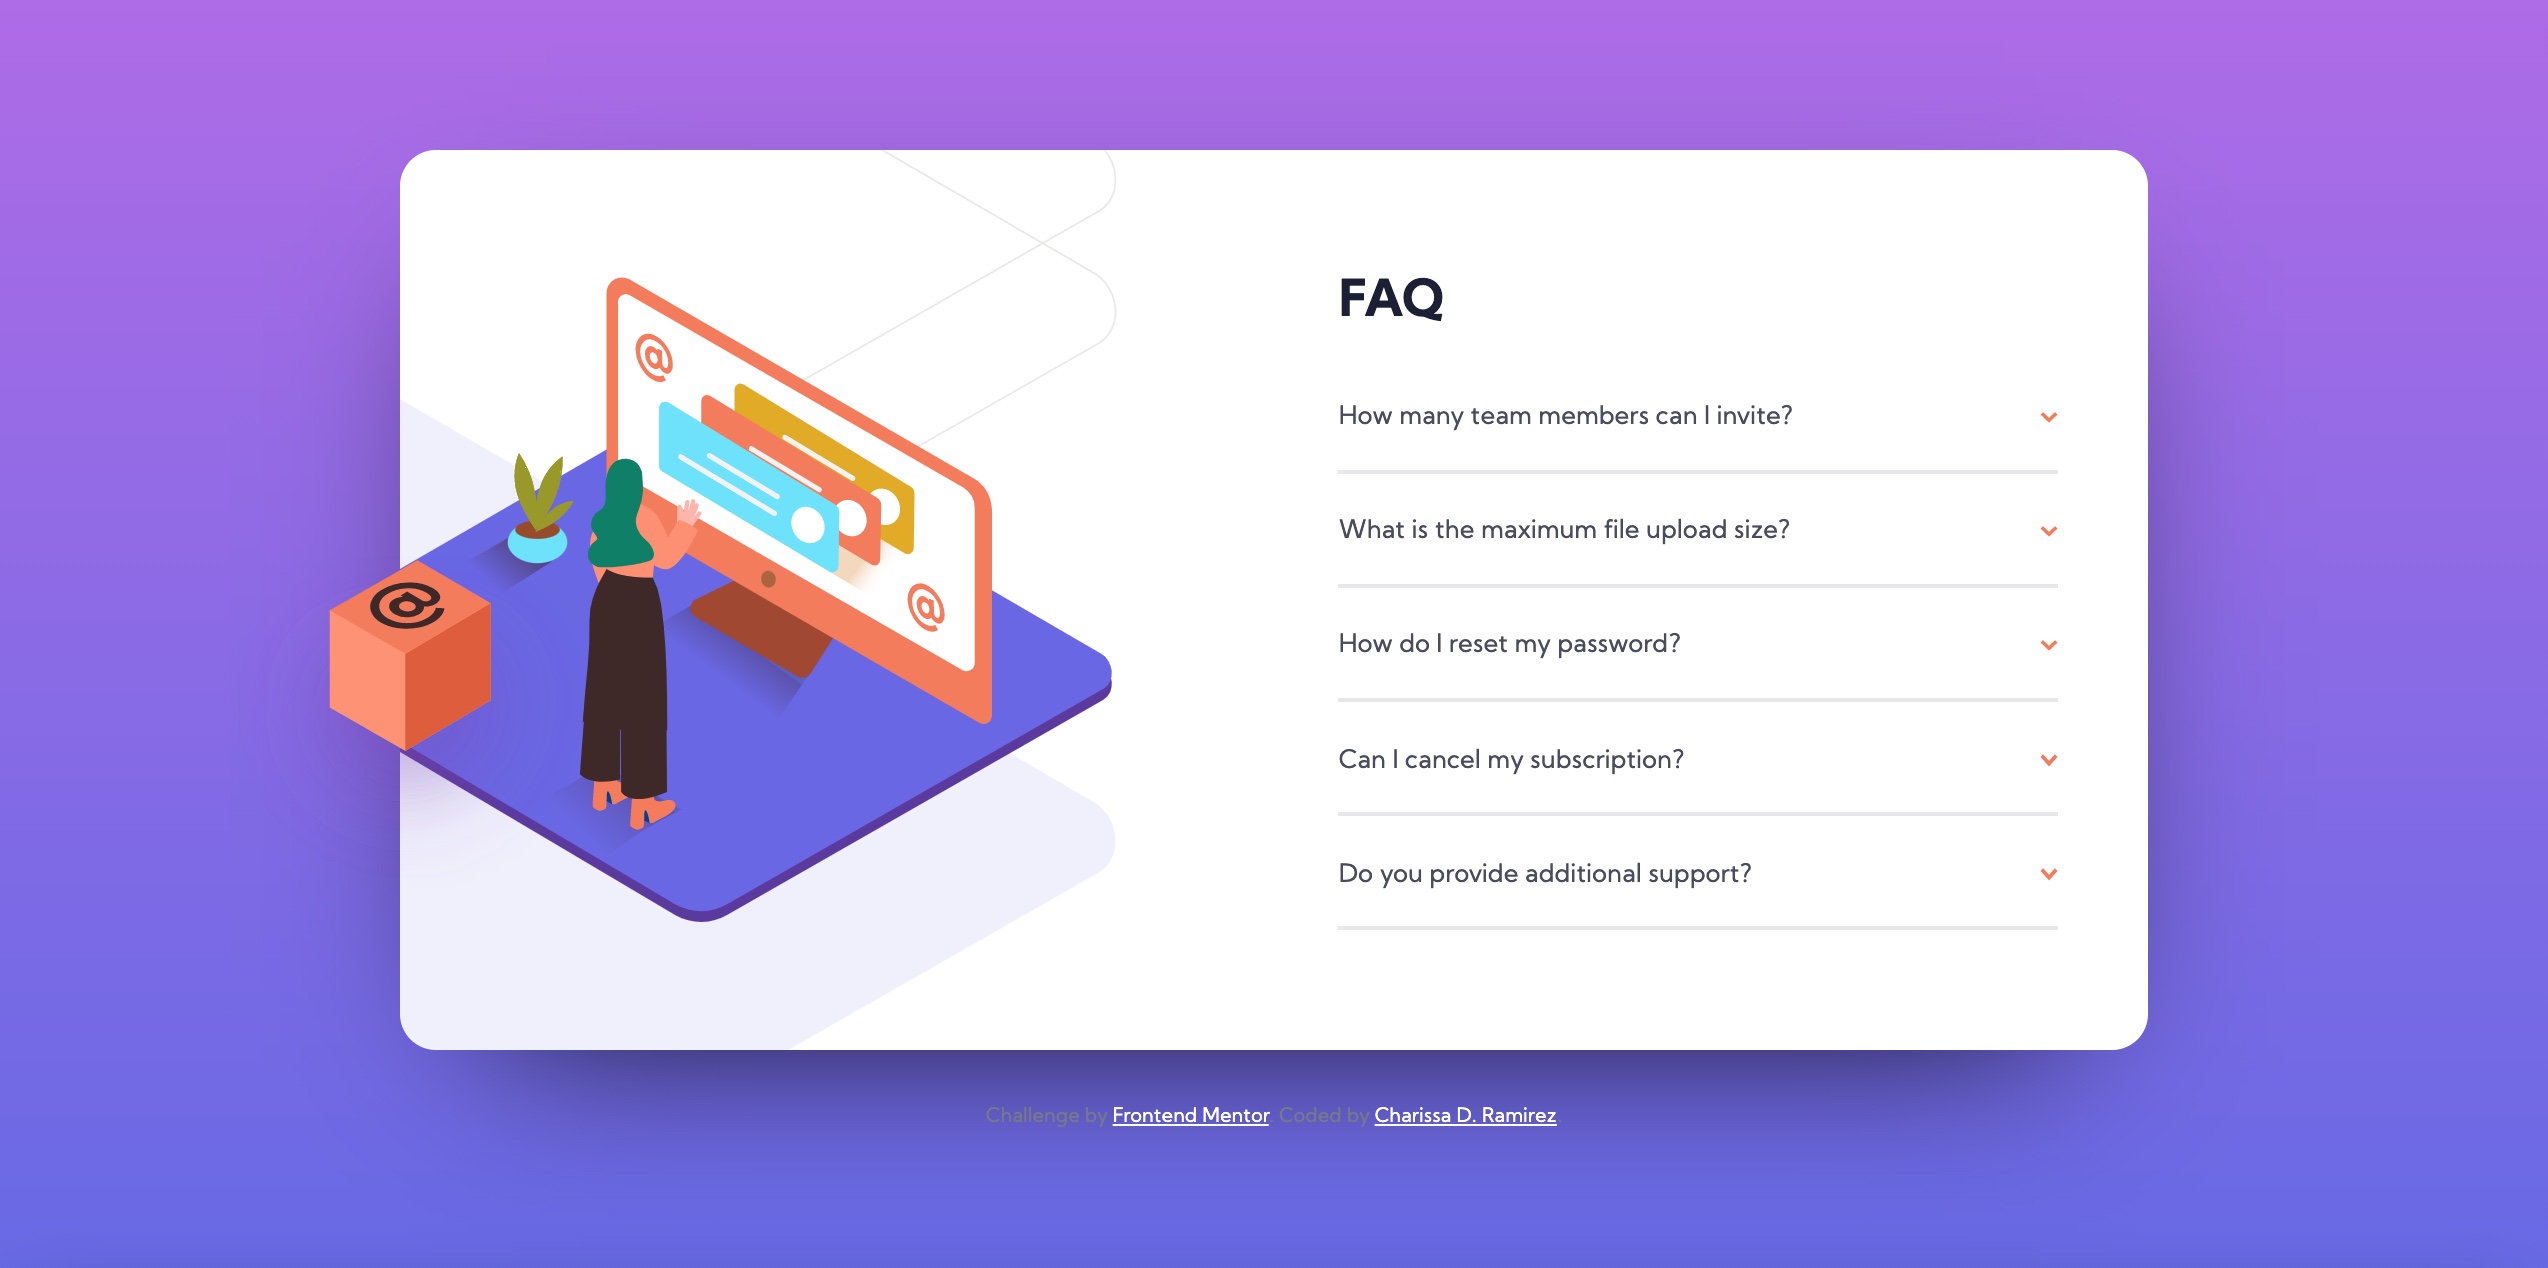 FAQ
How many team members can I invite?
What is the maximum file upload size?
How do I reset my password?
Can I cancel my subscription?
Do you provide additional support?
@
@
@
Challenge by Frontend Mentor. Coded by Charissa D. Ramirez.